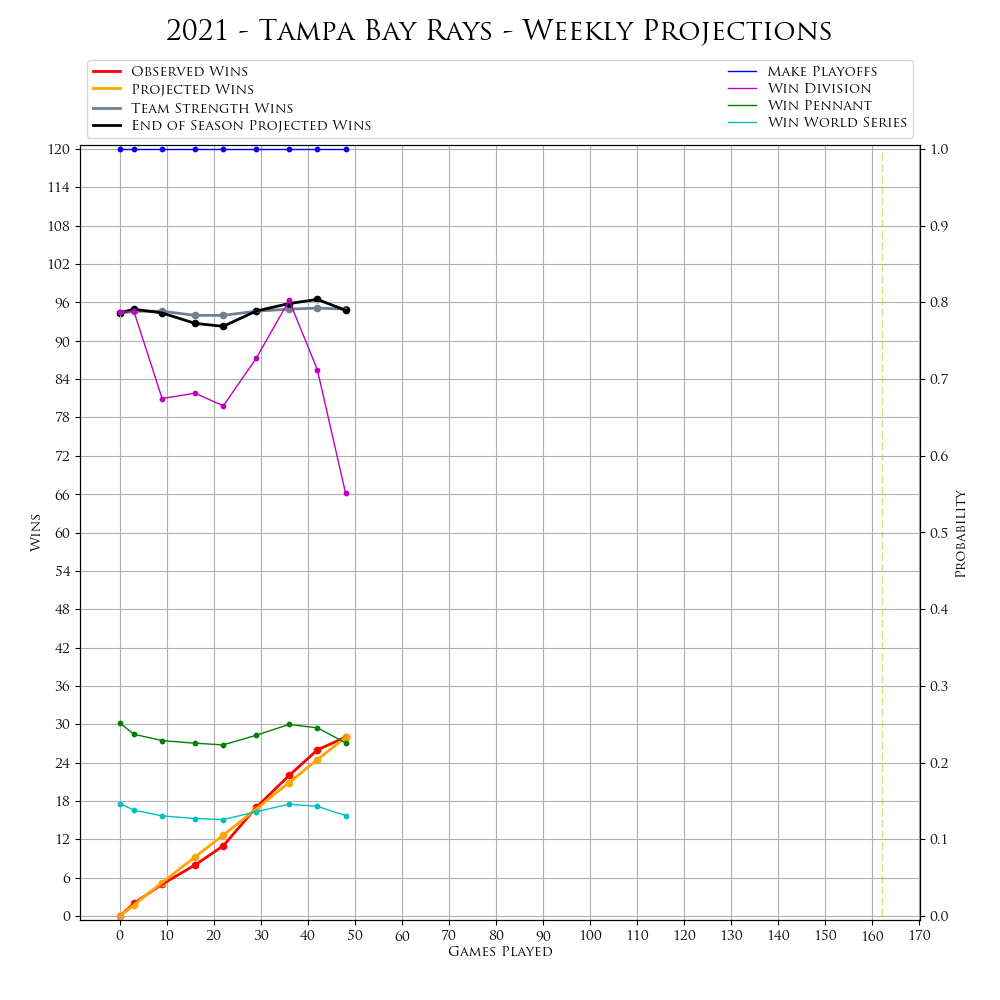 2021 - Tampa Bay Rays - Weekly Projections
Observed Wins
Projected Wins
Team Strength Wins
End of Season Projected Wins
Make Playoffs
Win Division
Win Pennant
Win World Series
120
114
108
102
96
90
84
78
72
66
60
54
48
42
36
30
24
18
12
6
0
Wins
1.0
0.9
0.8
0.7
0.6
0.5
0.4
0.3
0.2
0.1
0.0
Probability
0 10 20 30 40 50 60 70 80 90 100 110 120 130 140 150 160 170
Games Played